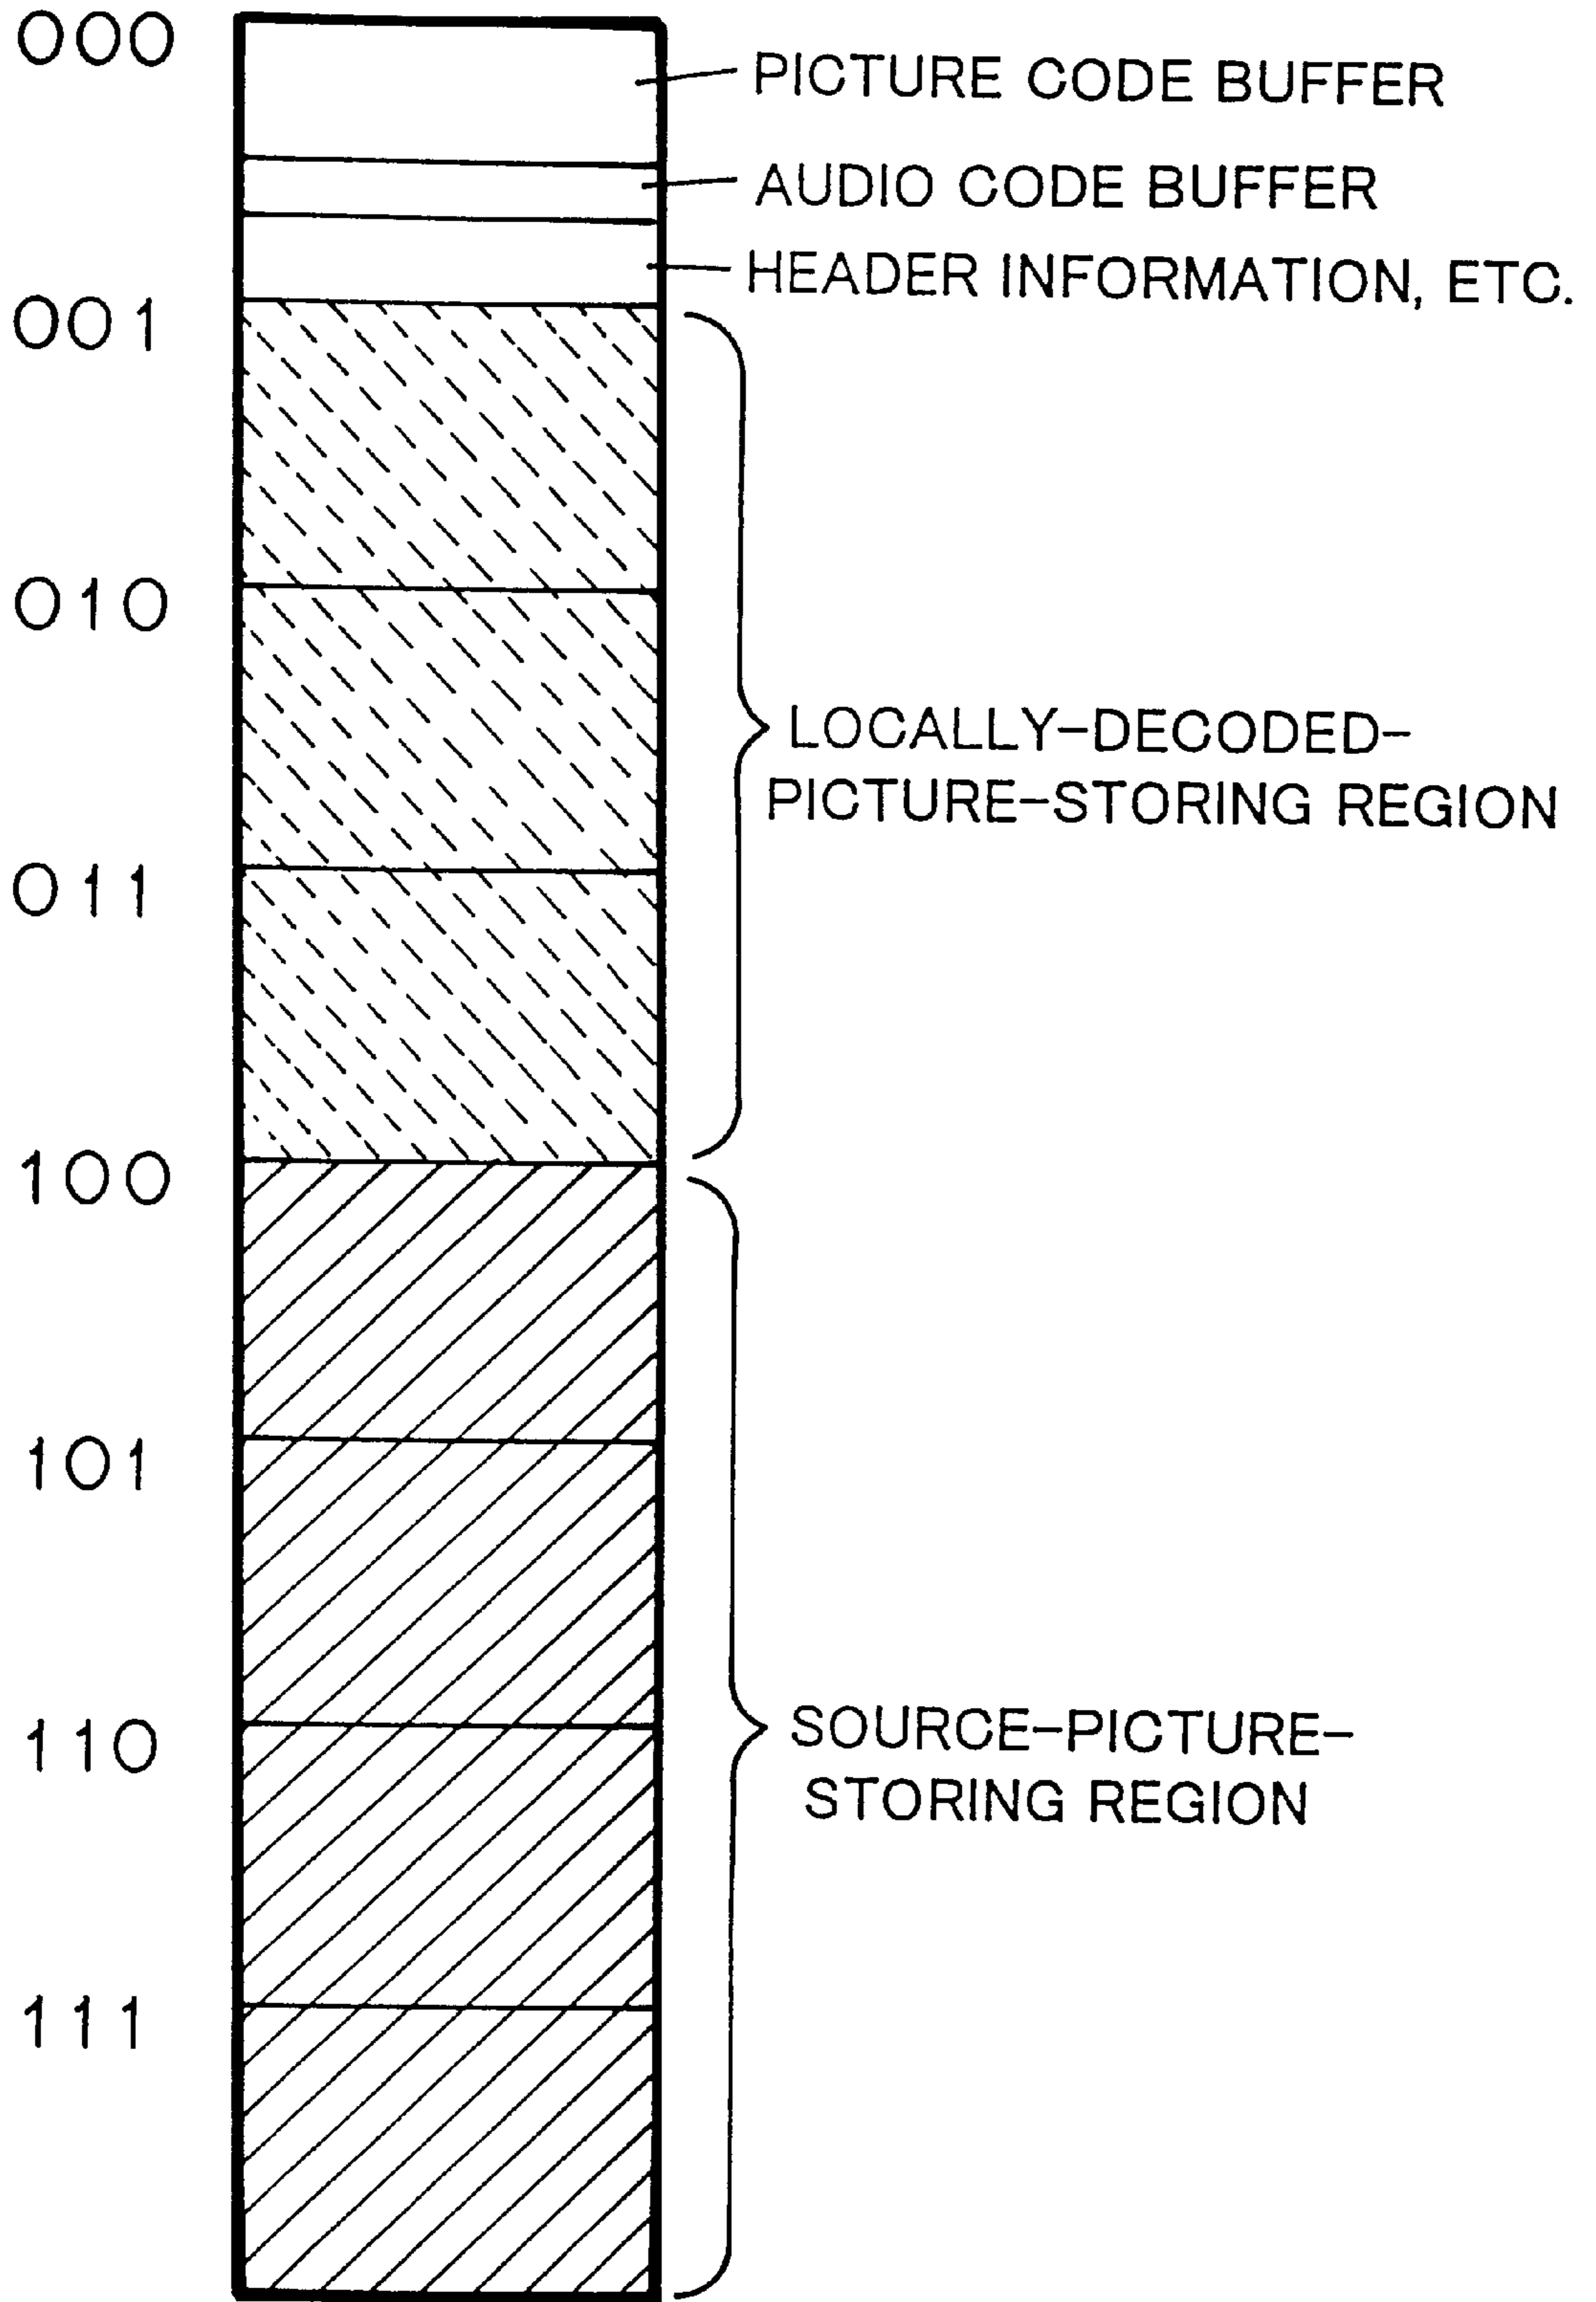 000
PICTURE CODE BUFFER
AUDIO CODE BUFFER
HEADER INFORMATION, ETC.
001
010
LOCALLY-DECODED-
PICTURE-STORING REGION
011
100
101
110
SOURCE-PICTURE-
STORING REGION
111